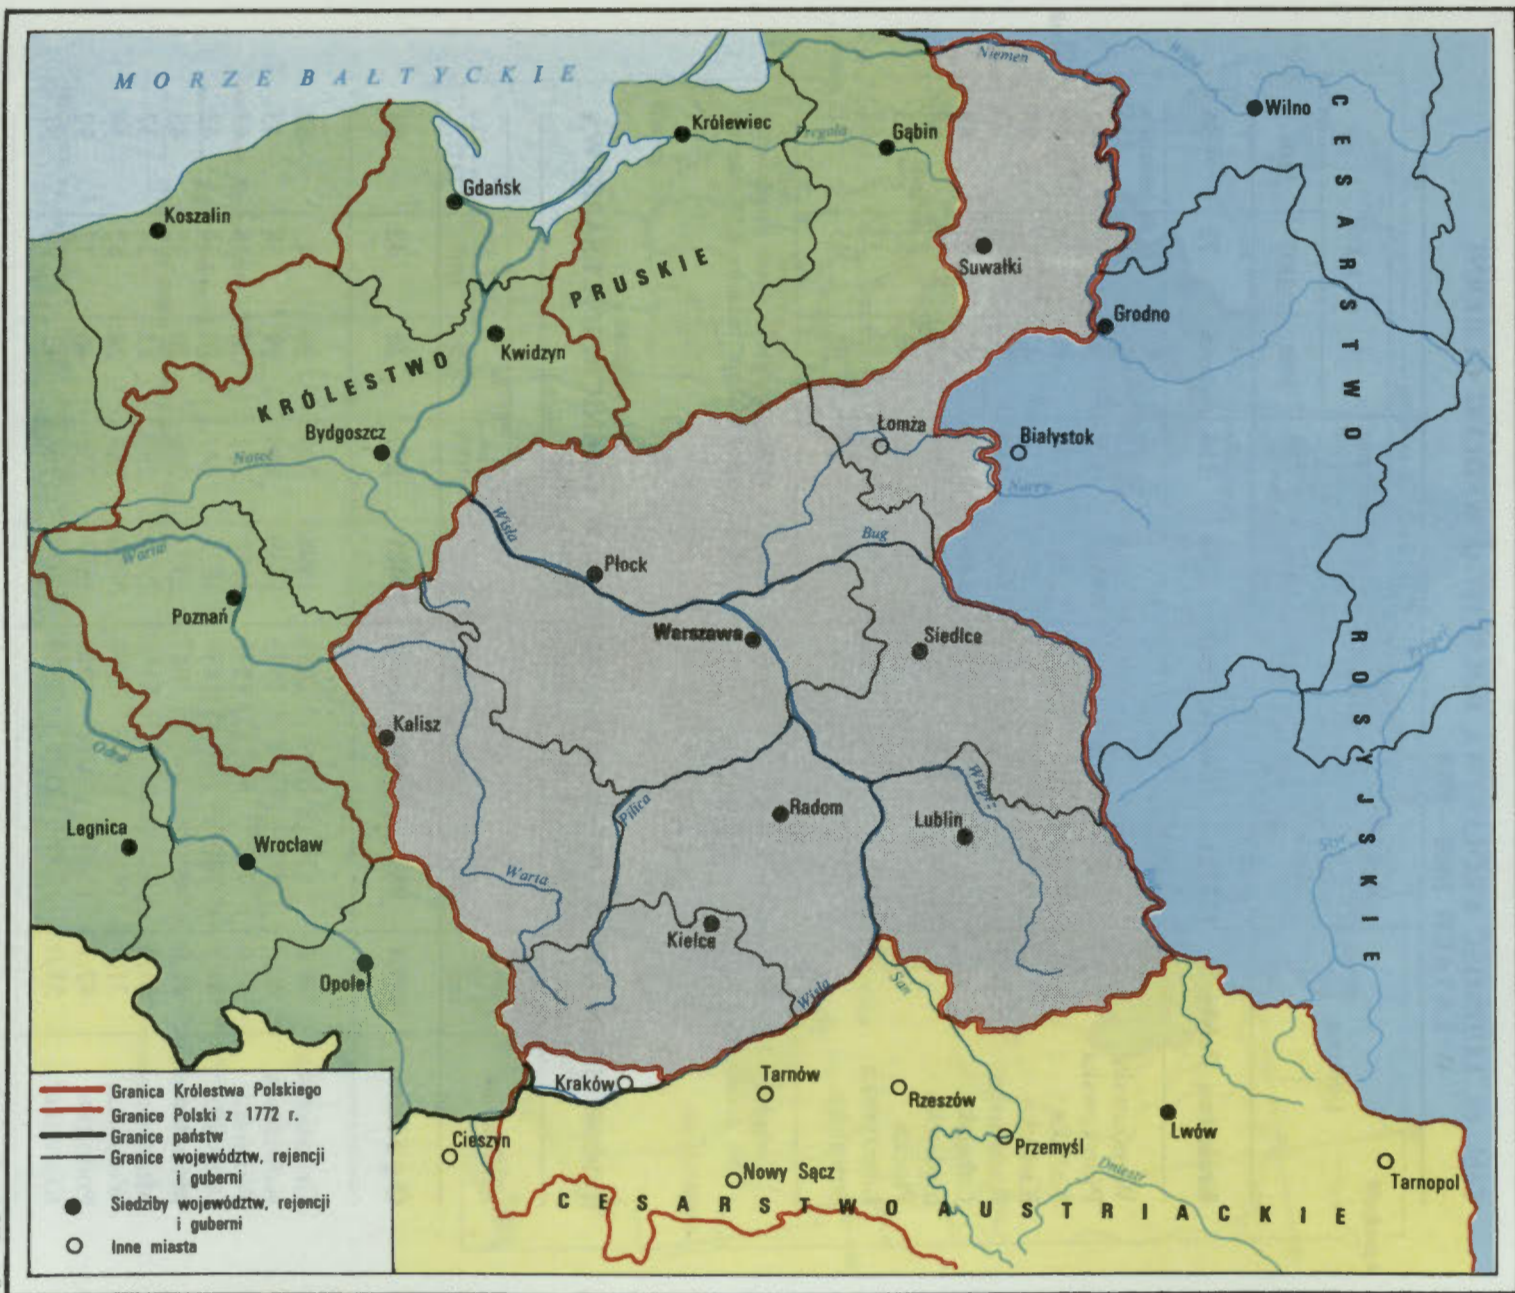 MORZE BAŁTYCKIE
Niemen
Wilno
Królewiec
Pregoła
Gąbin
Gdańsk
Koszalin
Suwałki
Grodno
KRÓLESTWO PRUSKIE
Kwidzyn
CESARSTWO ROSYJSKIE
Bydgoszcz
Noteć
Łomża
Białystok
Narew
Wisła
Bug
Warta
Płock
Poznań
Warszawa
Siedlce
Prypeć
Kalisz
Odra
Pilica
Radom
Wieprz
Lublin
Legnica
Wrocław
Styr
Warta
Kielce
Opole
Wisła
San
Kraków
Tarnów
Rzeszów
Lwów
Cieszyn
Przemyśl
Nowy Sącz
Dniestr
Tarnopol
CESARSTWO AUSTRIACKIE
Granica Królestwa Polskiego
Granice Polski z 1772 r.
Granice państw
Granice województw, rejencji
i guberni
Siedziby województw, rejencji
i guberni
Inne miasta